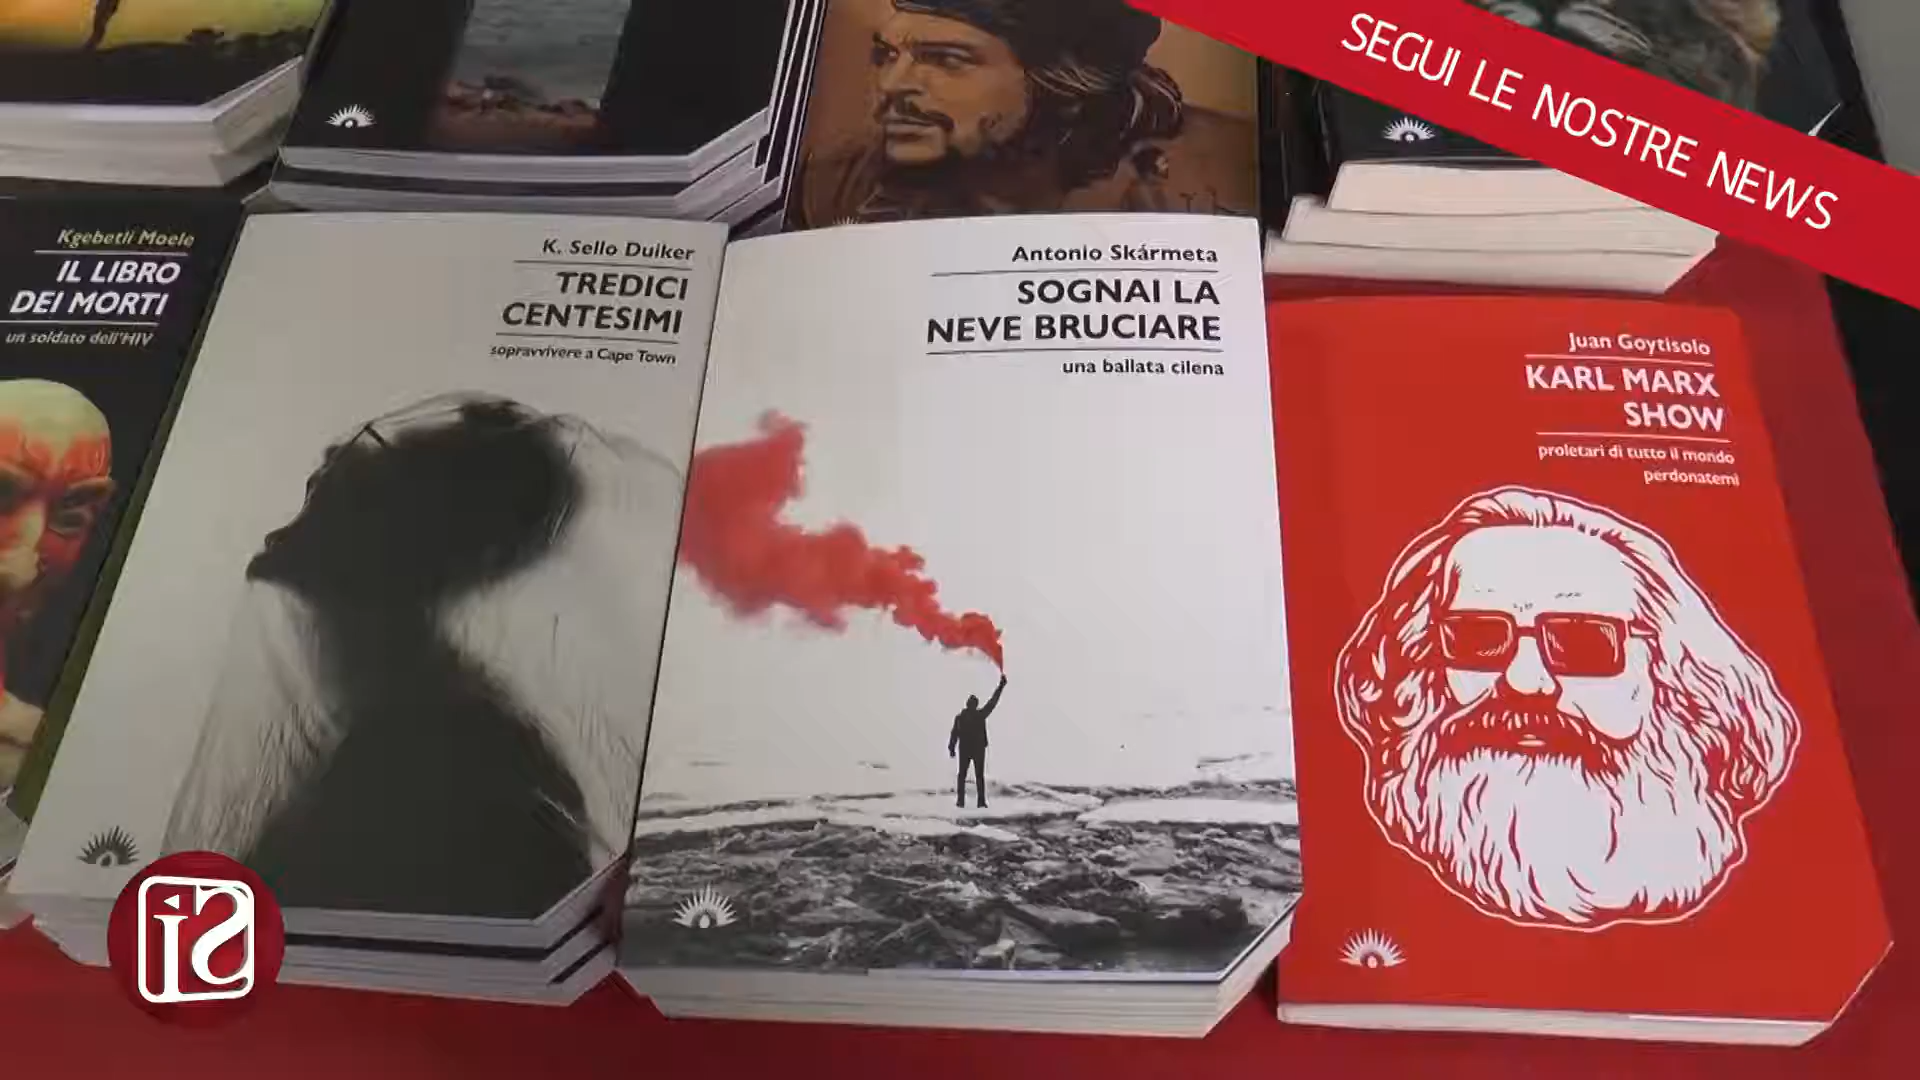 SEGUI LE NOSTRE NEWS
Kgebetli Moele
IL LIBRO
DEI MORTI
un soldato dell'HIV
K. Sello Duiker
TREDICI
CENTESIMI
sopravvivere a Cape Town
Antonio Skármeta
SOGNAI LA
NEVE BRUCIARE
una ballata cilena
Juan Goytisolo
KARL MARX
SHOW
proletari di tutto il mondo
perdonatemi
iS